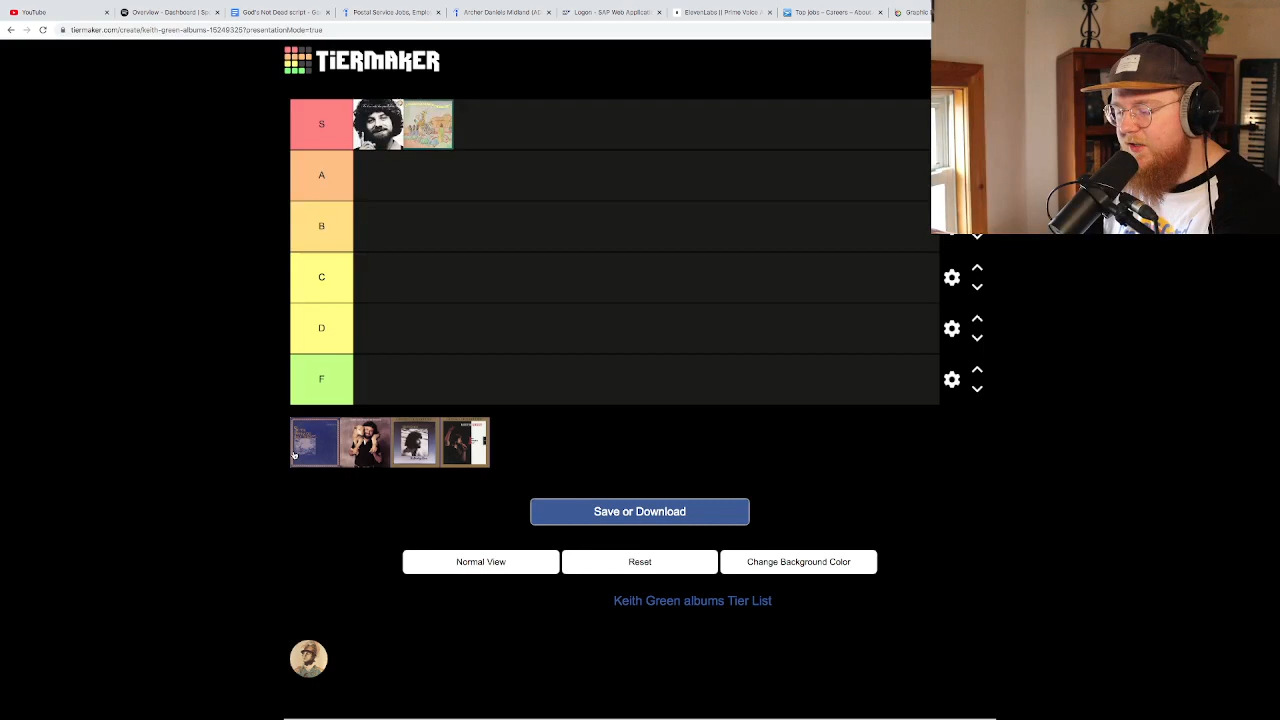 YouTube
Overview - Dashboard | Sp
God's Not Dead script - Go
Postal Service Jobs, Emplo
Archer Daniels Midland (AD
Logon - SAP Web Applicati
ElevenLabs | Prime Voice A
Top jobs – Careers – About
Graphic
tiermaker.com/create/keith-green-albums-15249325?presentationMode=true
TiERMAKER
S
A
B
C
D
F
Save or Download
Normal View
Reset
Change Background Color
Keith Green albums Tier List